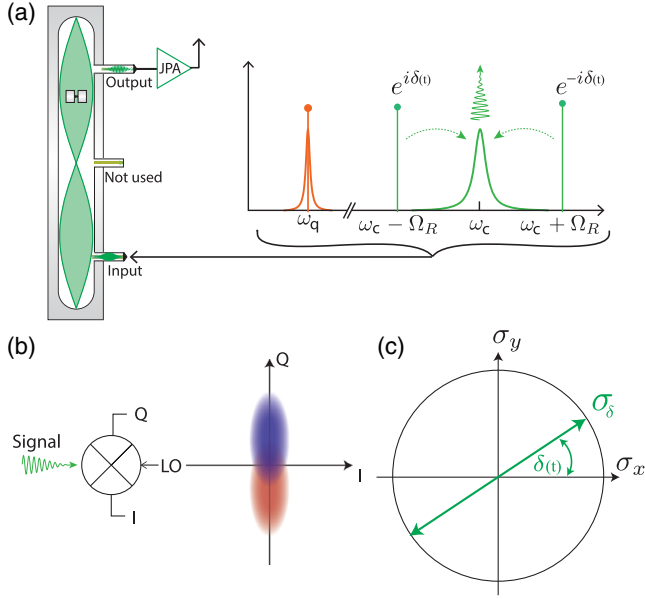 (a)
Output
JPA
Not used
Input
e^{iδ(t)}
e^{-iδ(t)}
ω_q
ω_c − Ω_R
ω_c
ω_c + Ω_R
(b)
Q
Signal
LO
I
Q
I
(c)
σ_y
σ_δ
δ(t)
σ_x